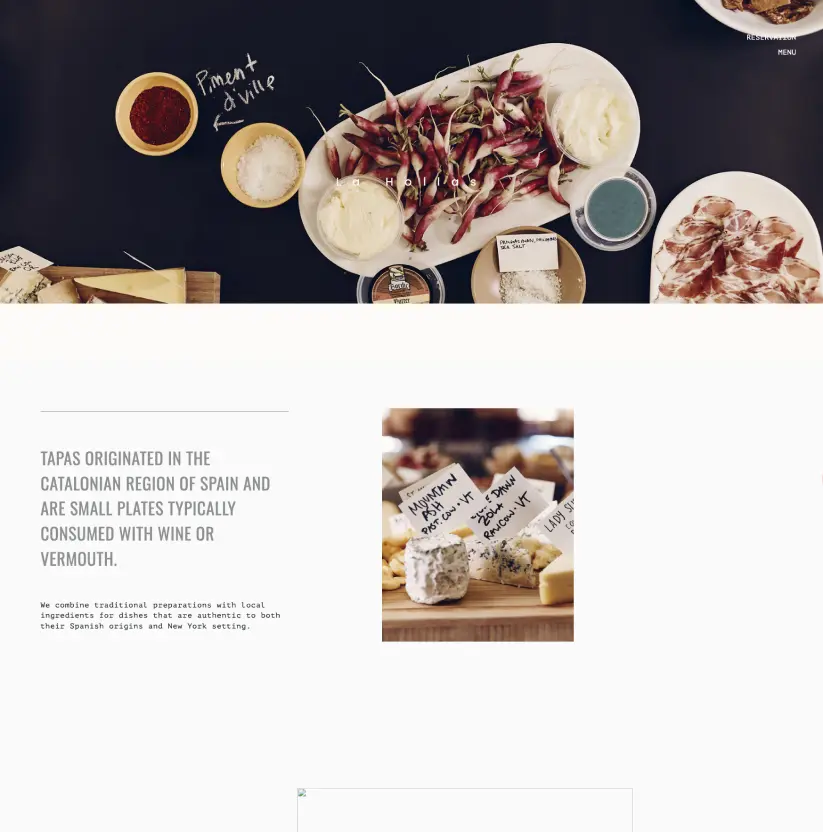 RESERVATION
MENU
Piment
d'ville
La Hollas
SEA SALT
TAPAS ORIGINATED IN THE
CATALONIAN REGION OF SPAIN AND
ARE SMALL PLATES TYPICALLY
CONSUMED WITH WINE OR
VERMOUTH.
MOUNTAIN
ASH
PAST. COW · VT
DAWN
ZOLA
RAW COW · VT
LADY
We combine traditional preparations with local
ingredients for dishes that are authentic to both
their Spanish origins and New York setting.